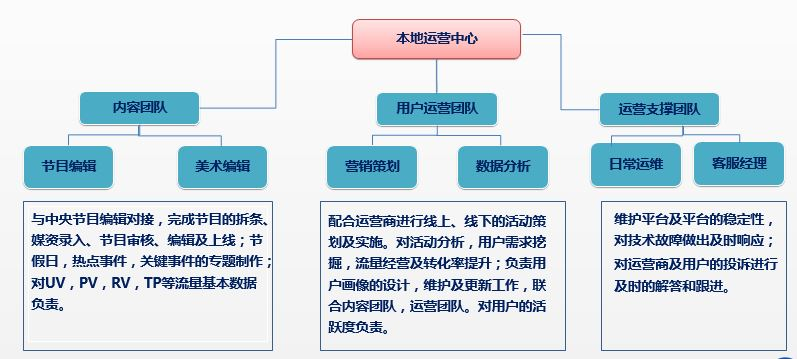 本地运营中心
内容团队
用户运营团队
运营支撑团队
节目编辑
美术编辑
营销策划
数据分析
日常运维
客服经理
与中央节目编辑对接，完成节目的拆条、
媒资录入、节目审核、编辑及上线；节
假日，热点事件，关键事件的专题制作；
对UV，PV，RV，TP等流量基本数据
负责。
配合运营商进行线上、线下的活动策
划及实施。对活动分析，用户需求挖
掘，流量经营及转化率提升；负责用
户画像的设计，维护及更新工作，联
合内容团队，运营团队。对用户的活
跃度负责。
维护平台及平台的稳定性，
对技术故障做出及时响应；
对运营商及用户的投诉进行
及时的解答和跟进。